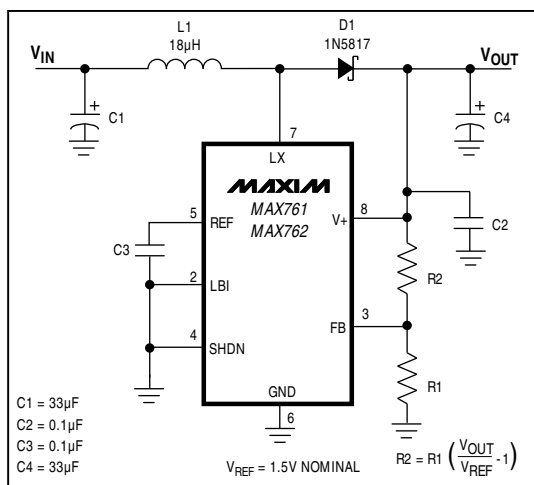 L1
18µH
D1
1N5817
VIN
VOUT
C1
C4
7
LX
MAXIM
MAX761
MAX762
5
REF
V+
8
C2
C3
2
LBI
R2
FB
3
4
SHDN
R1
GND
6
C1 = 33µF
C2 = 0.1µF
C3 = 0.1µF
C4 = 33µF
VREF = 1.5V NOMINAL
R2 = R1 (VOUT/VREF -1)